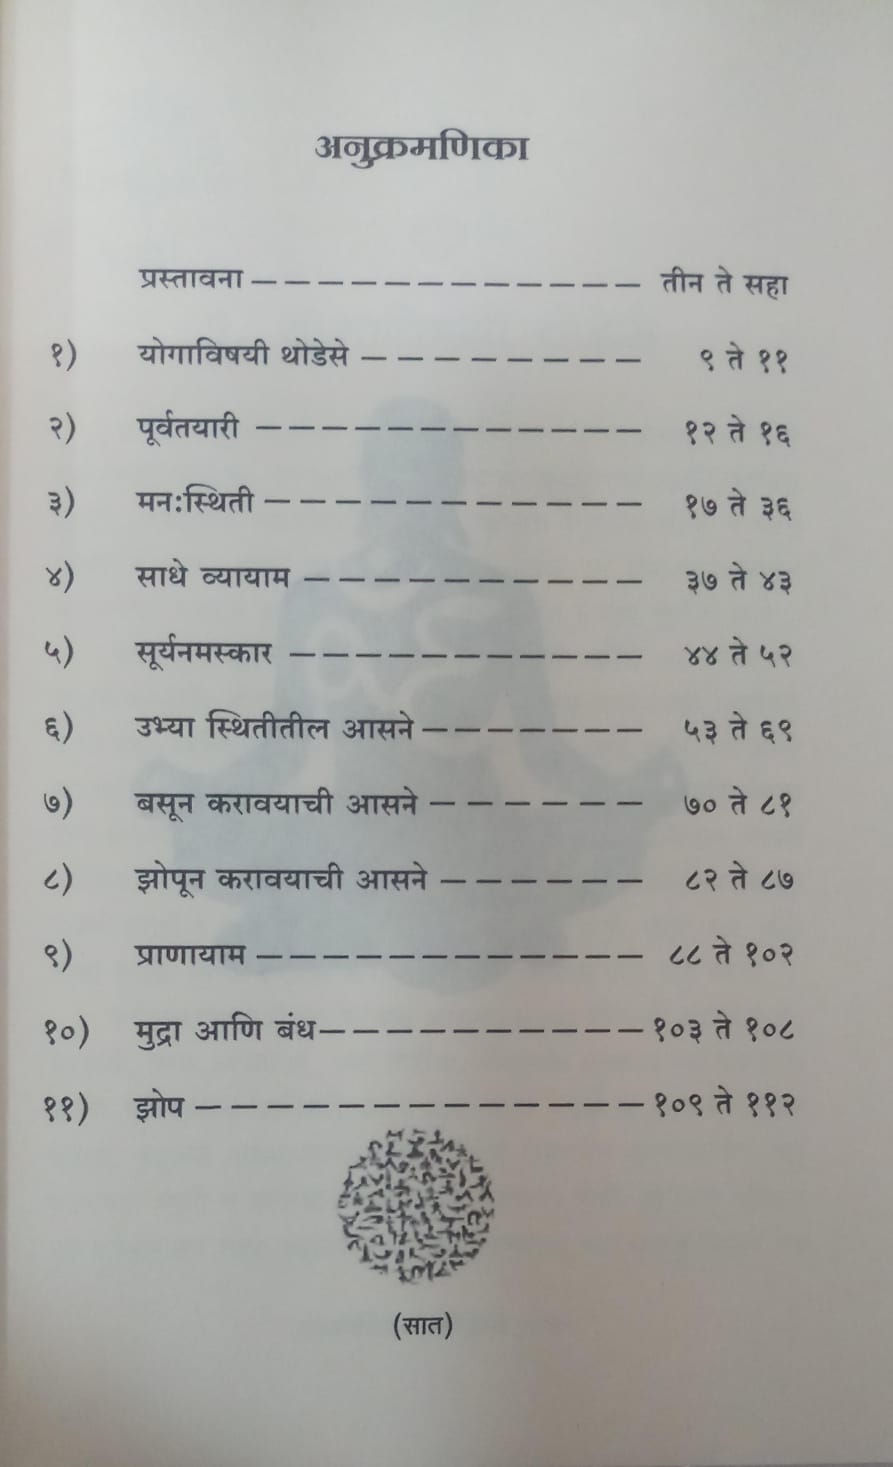 अनुक्रमणिका
प्रस्तावना — — — — — — — — — — — तीन ते सहा
१) योगाविषयी थोडेसे — — — — — — — — ९ ते ११
२) पूर्वतयारी — — — — — — — — — — — १२ ते १६
३) मन:स्थिती — — — — — — — — — — — १७ ते ३६
४) साधे व्यायाम — — — — — — — — — — ३७ ते ४३
५) सूर्यनमस्कार — — — — — — — — — — ४४ ते ५२
६) उभ्या स्थितीतील आसने — — — — — — — ५३ ते ६९
७) बसून करावयाची आसने — — — — — — ७० ते ८१
८) झोपून करावयाची आसने — — — — — — ८२ ते ८७
९) प्राणायाम — — — — — — — — — — — ८८ ते १०२
१०) मुद्रा आणि बंध — — — — — — — — — १०३ ते १०८
११) झोप — — — — — — — — — — — — — १०९ ते ११२
(सात)